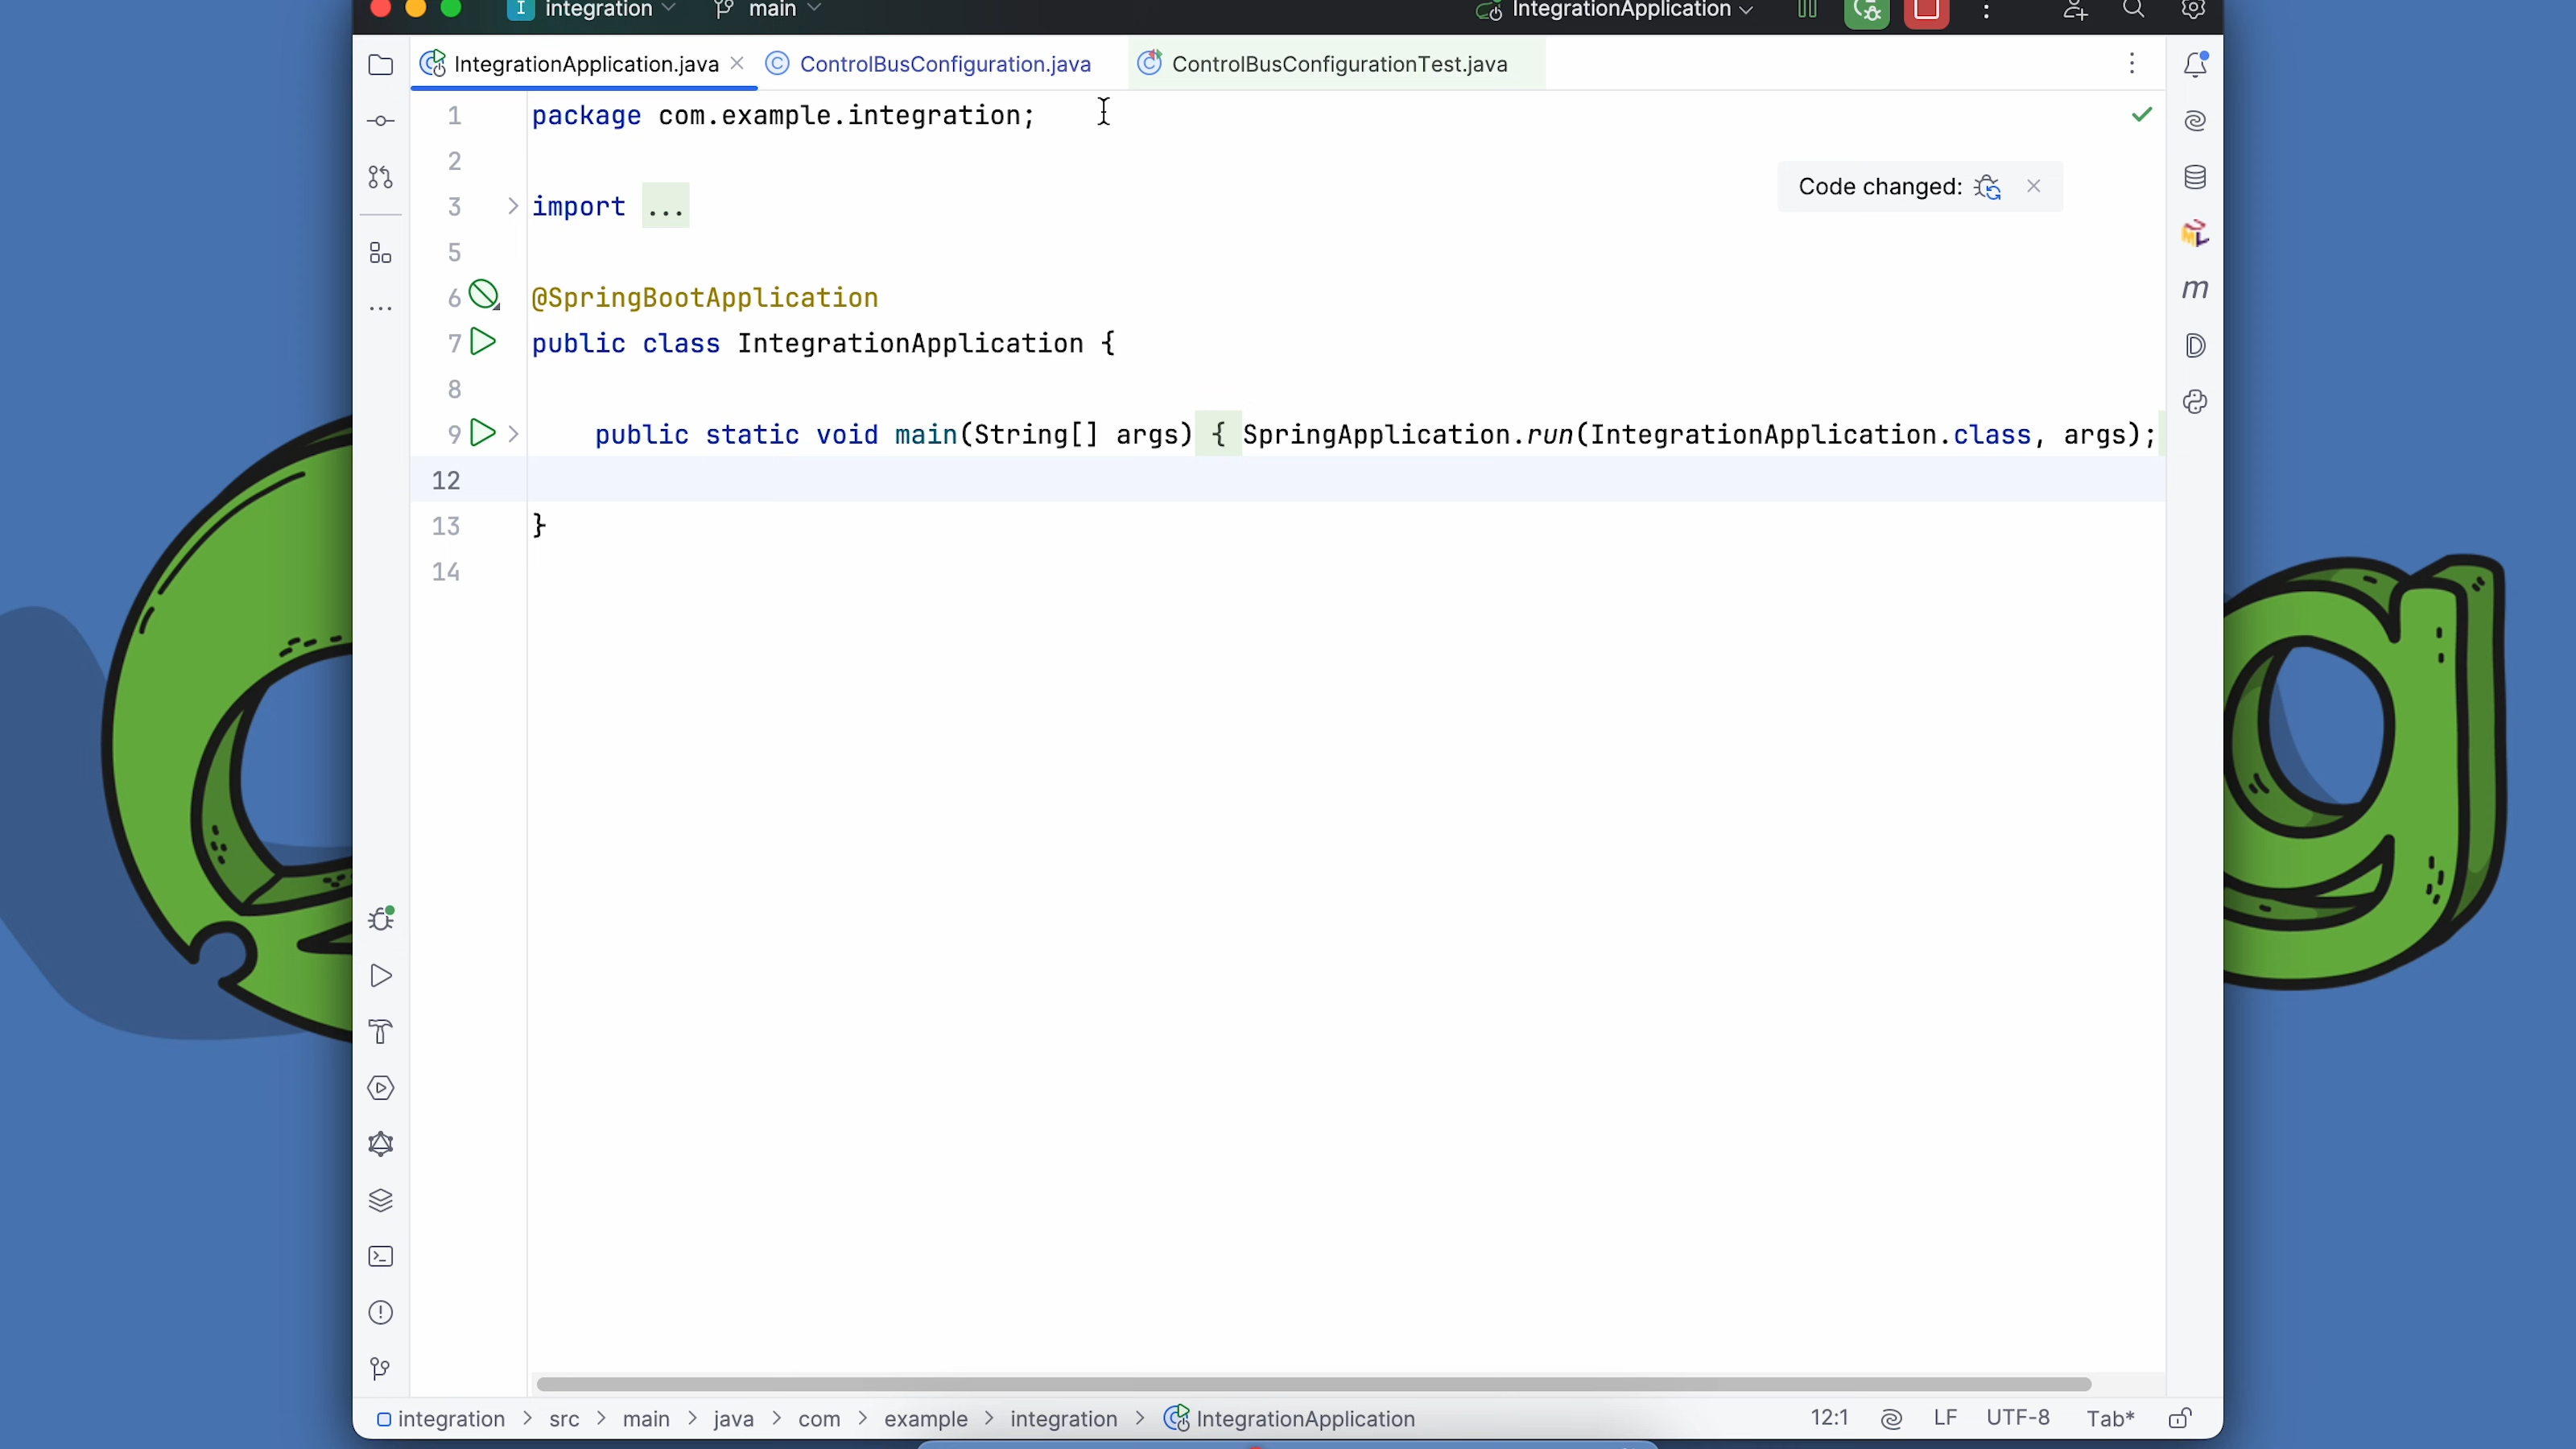 integration main IntegrationApplication
IntegrationApplication.java ControlBusConfiguration.java ControlBusConfigurationTest.java
1 package com.example.integration;
2
Code changed:
3 import ...
5
6 @SpringBootApplication
7 public class IntegrationApplication {
8
9 public static void main(String[] args) { SpringApplication.run(IntegrationApplication.class, args);
12
13 }
14
integration > src > main > java > com > example > integration > IntegrationApplication 12:1 LF UTF-8 Tab*